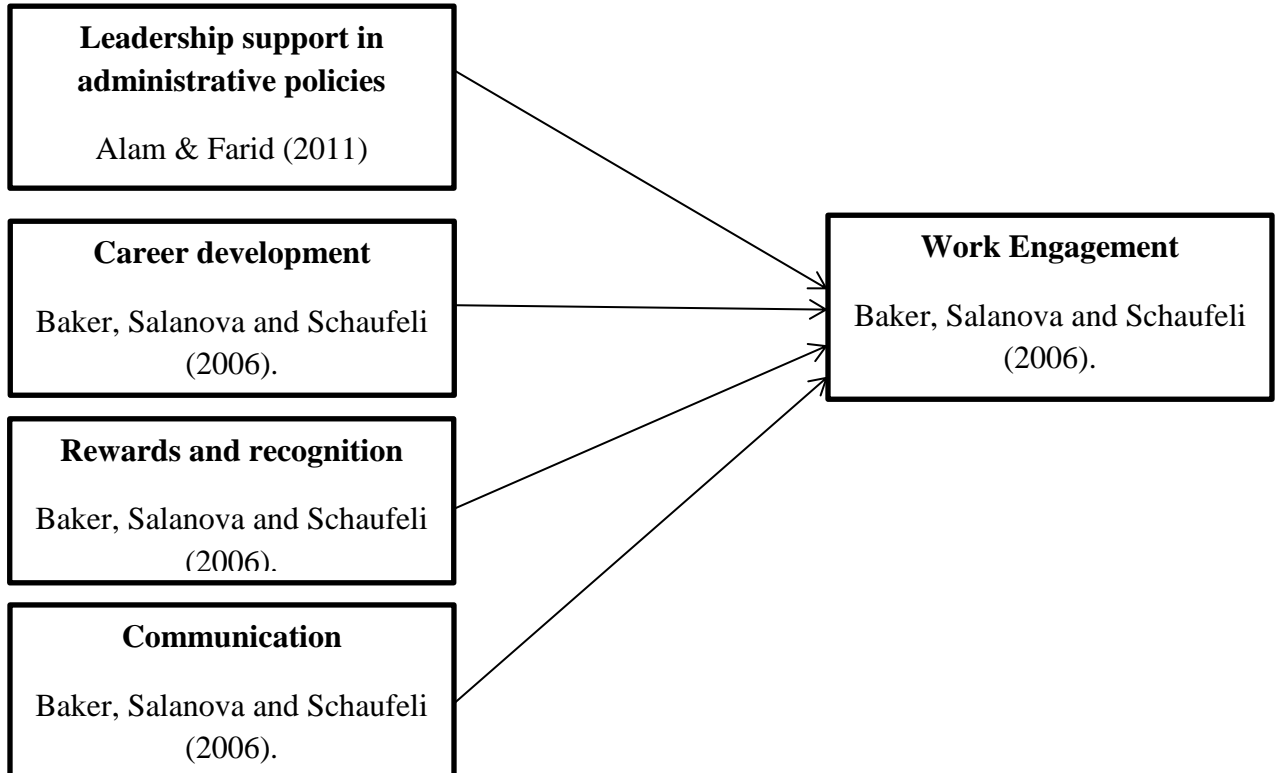 Leadership support in
administrative policies
Alam & Farid (2011)
Career development
Baker, Salanova and Schaufeli
(2006).
Rewards and recognition
Baker, Salanova and Schaufeli
(2006).
Communication
Baker, Salanova and Schaufeli
(2006).
Work Engagement
Baker, Salanova and Schaufeli
(2006).